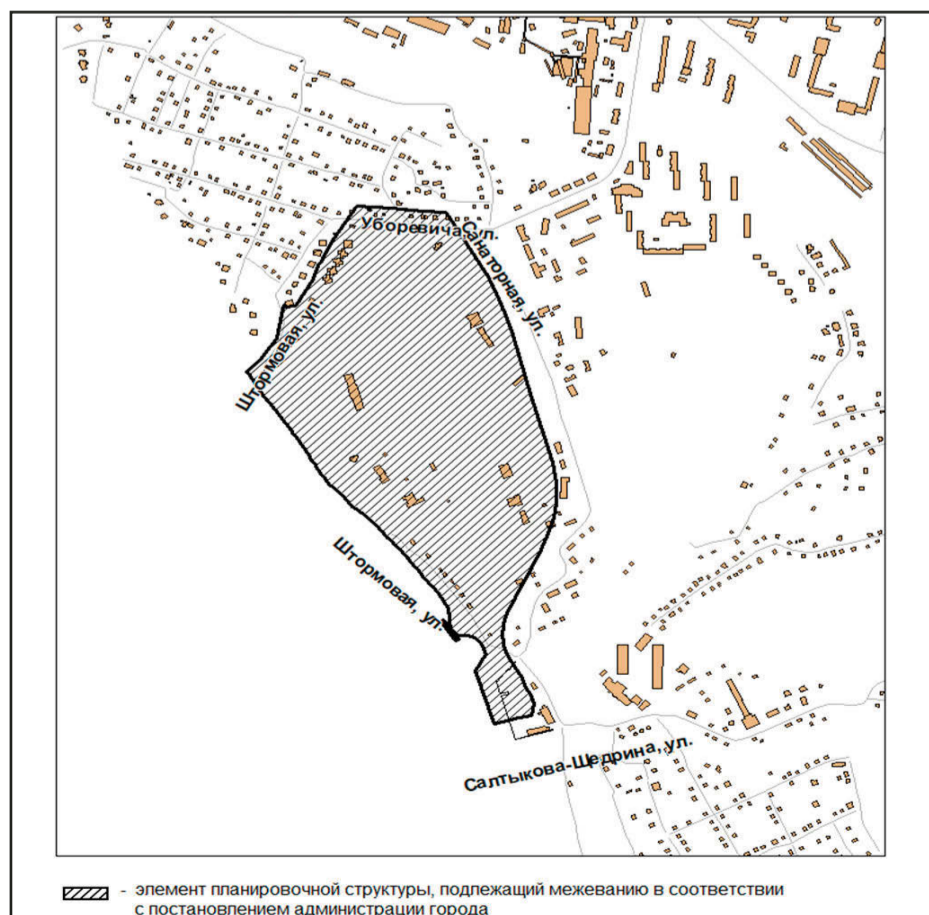 Уборевича, ул.
Санаторная, ул.
Штормовая, ул.
Штормовая, ул.
Салтыкова-Щедрина, ул.
- элемент планировочной структуры, подлежащий межеванию в соответствии
с постановлением администрации города